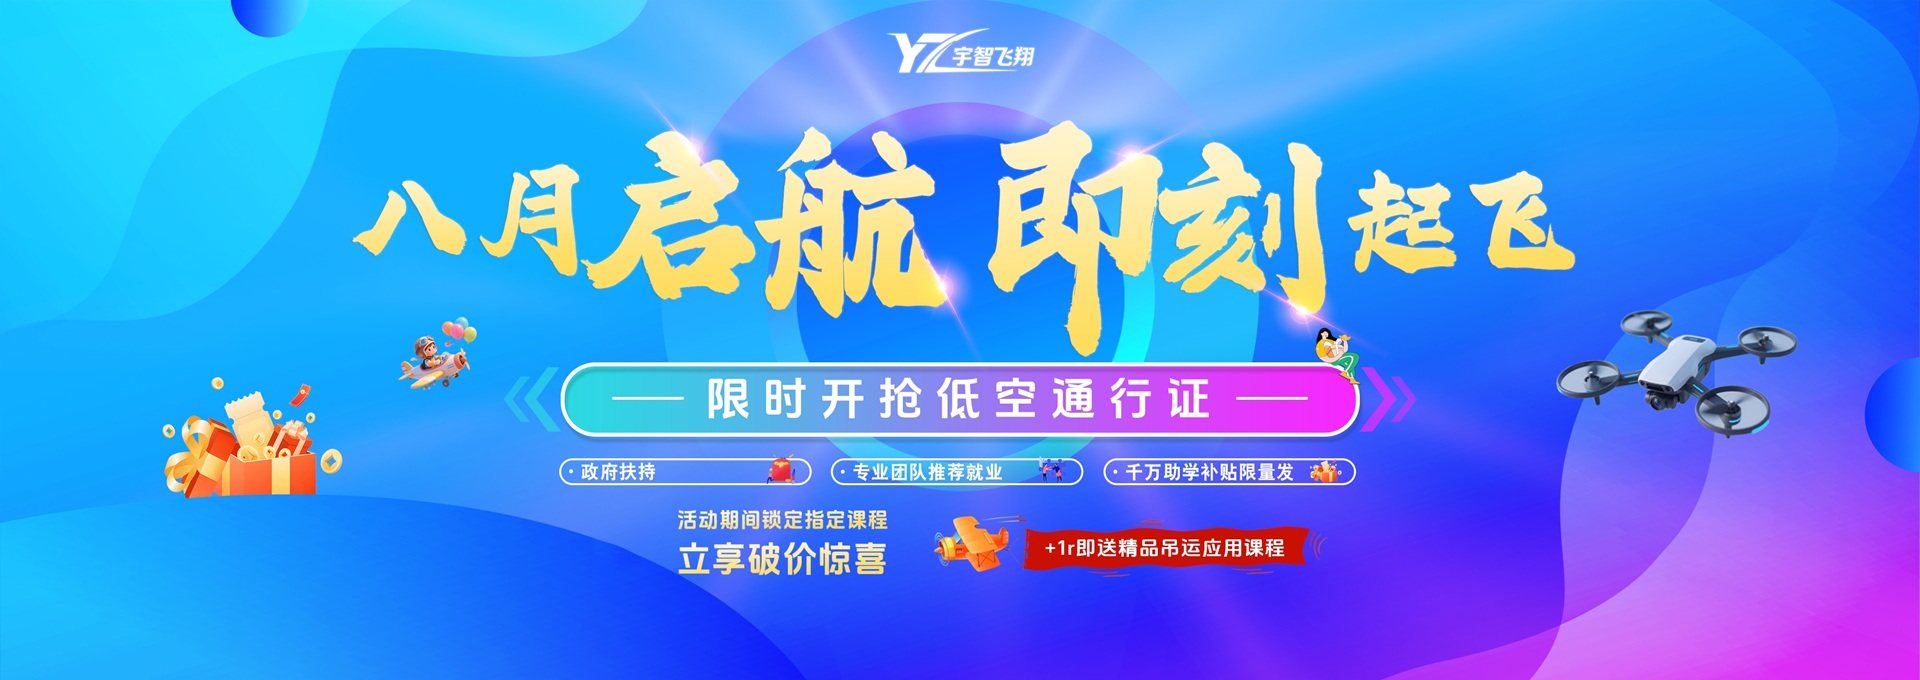 YZ 宇智飞翔
八月启航 即刻起飞
限时开抢低空通行证
·政府扶持
·专业团队推荐就业
·千万助学补贴限量发
活动期间锁定指定课程
立享破价惊喜
+1r即送精品吊运应用课程